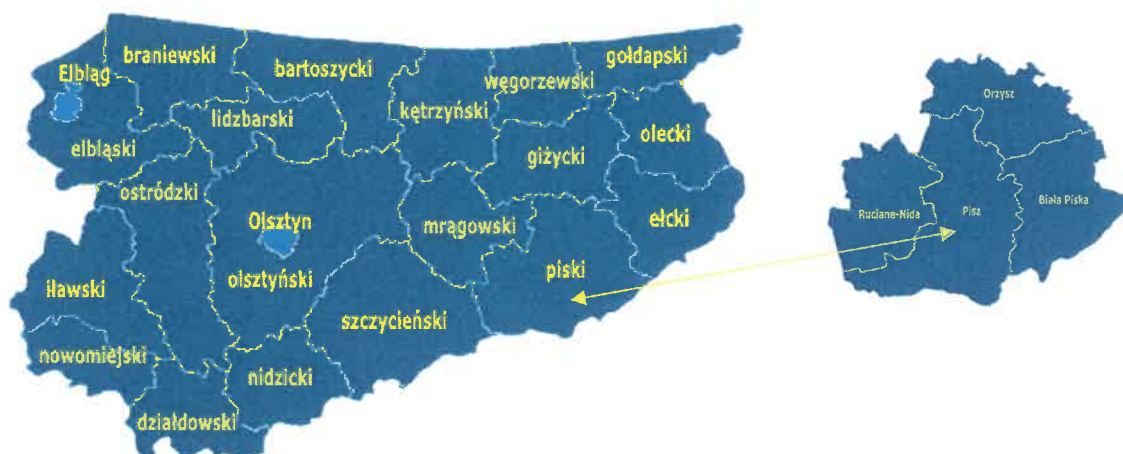 braniewski
gołdapski
Elbląg
bartoszycki
węgorzewski
kętrzyński
lidzbarski
olecki
elbląski
giżycki
ostródzki
Olsztyn
mrągowski
ełcki
olsztyński
piski
iławski
szczycieński
nowomiejski
nidzicki
działdowski
Orzysz
Biała Piska
Ruciane-Nida
Pisz